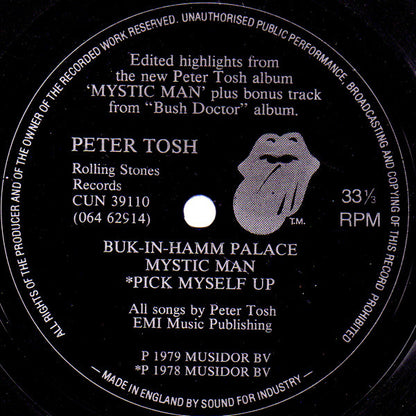 ALL RIGHTS OF THE PRODUCER AND OF THE OWNER OF THE RECORDED WORK RESERVED. UNAUTHORISED PUBLIC PERFORMANCE, BROADCASTING AND COPYING OF THIS RECORD PROHIBITED
Edited highlights from
the new Peter Tosh album
‘MYSTIC MAN’ plus bonus track
from “Bush Doctor” album.
PETER TOSH
Rolling Stones
Records
CUN 39110
(064 62914)
T.M.
33 1/3
RPM
BUK-IN-HAMM PALACE
MYSTIC MAN
*PICK MYSELF UP
All songs by Peter Tosh
EMI Music Publishing
P 1979 MUSIDOR BV
*P 1978 MUSIDOR BV
— MADE IN ENGLAND BY SOUND FOR INDUSTRY —